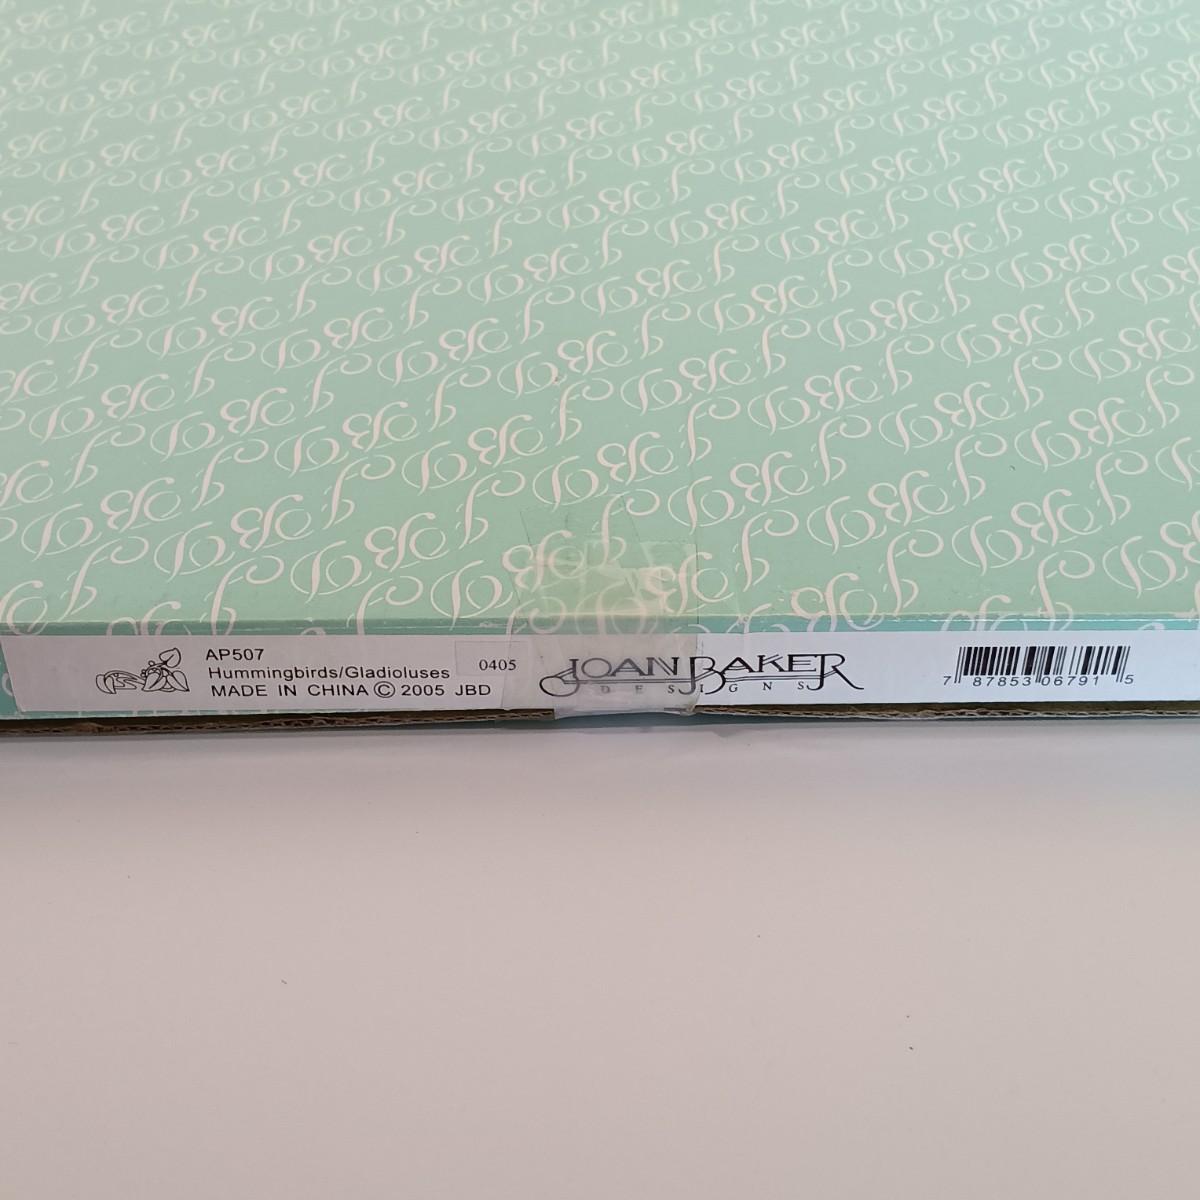 AP507
Hummingbirds/Gladioluses
MADE IN CHINA © 2005 JBD
0405
JOAN BAKER
DESIGNS
7 87853 06791 5